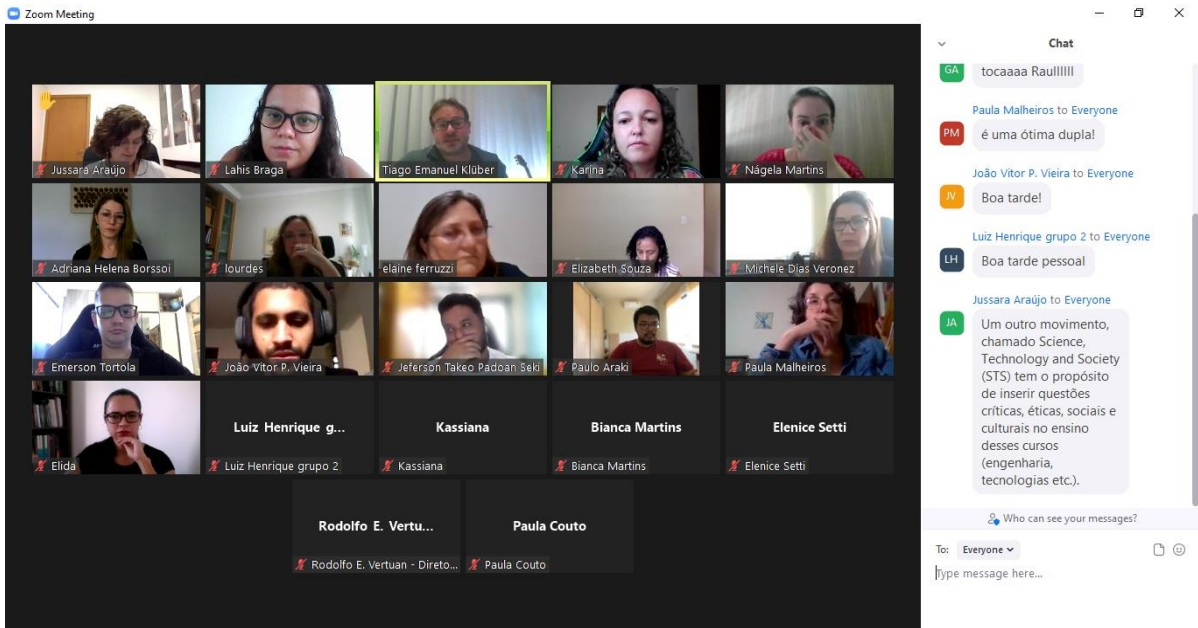 Zoom Meeting
Jussara Araújo
Lahis Braga
Tiago Emanuel Klüber
Karina
Nágela Martins
Adriana Helena Borssoi
lourdes
elaine ferruzzi
Elizabeth Souza
Michele Dias Veronez
Emerson Tortola
João Vitor P. Vieira
Jeferson Takeo Padoan Seki
Paulo Araki
Paula Malheiros
Elida
Luiz Henrique g...
Luiz Henrique grupo 2
Kassiana
Kassiana
Bianca Martins
Bianca Martins
Elenice Setti
Elenice Setti
Rodolfo E. Vertu...
Rodolfo E. Vertuan - Direto...
Paula Couto
Paula Couto
Chat
GA
tocaaaa Raullllll
Paula Malheiros to Everyone
PM
é uma ótima dupla!
João Vitor P. Vieira to Everyone
JV
Boa tarde!
Luiz Henrique grupo 2 to Everyone
LH
Boa tarde pessoal
Jussara Araújo to Everyone
JA
Um outro movimento,
chamado Science,
Technology and Society
(STS) tem o propósito
de inserir questões
críticas, éticas, sociais e
culturais no ensino
desses cursos
(engenharia,
tecnologias etc.).
Who can see your messages?
To: Everyone
Type message here...